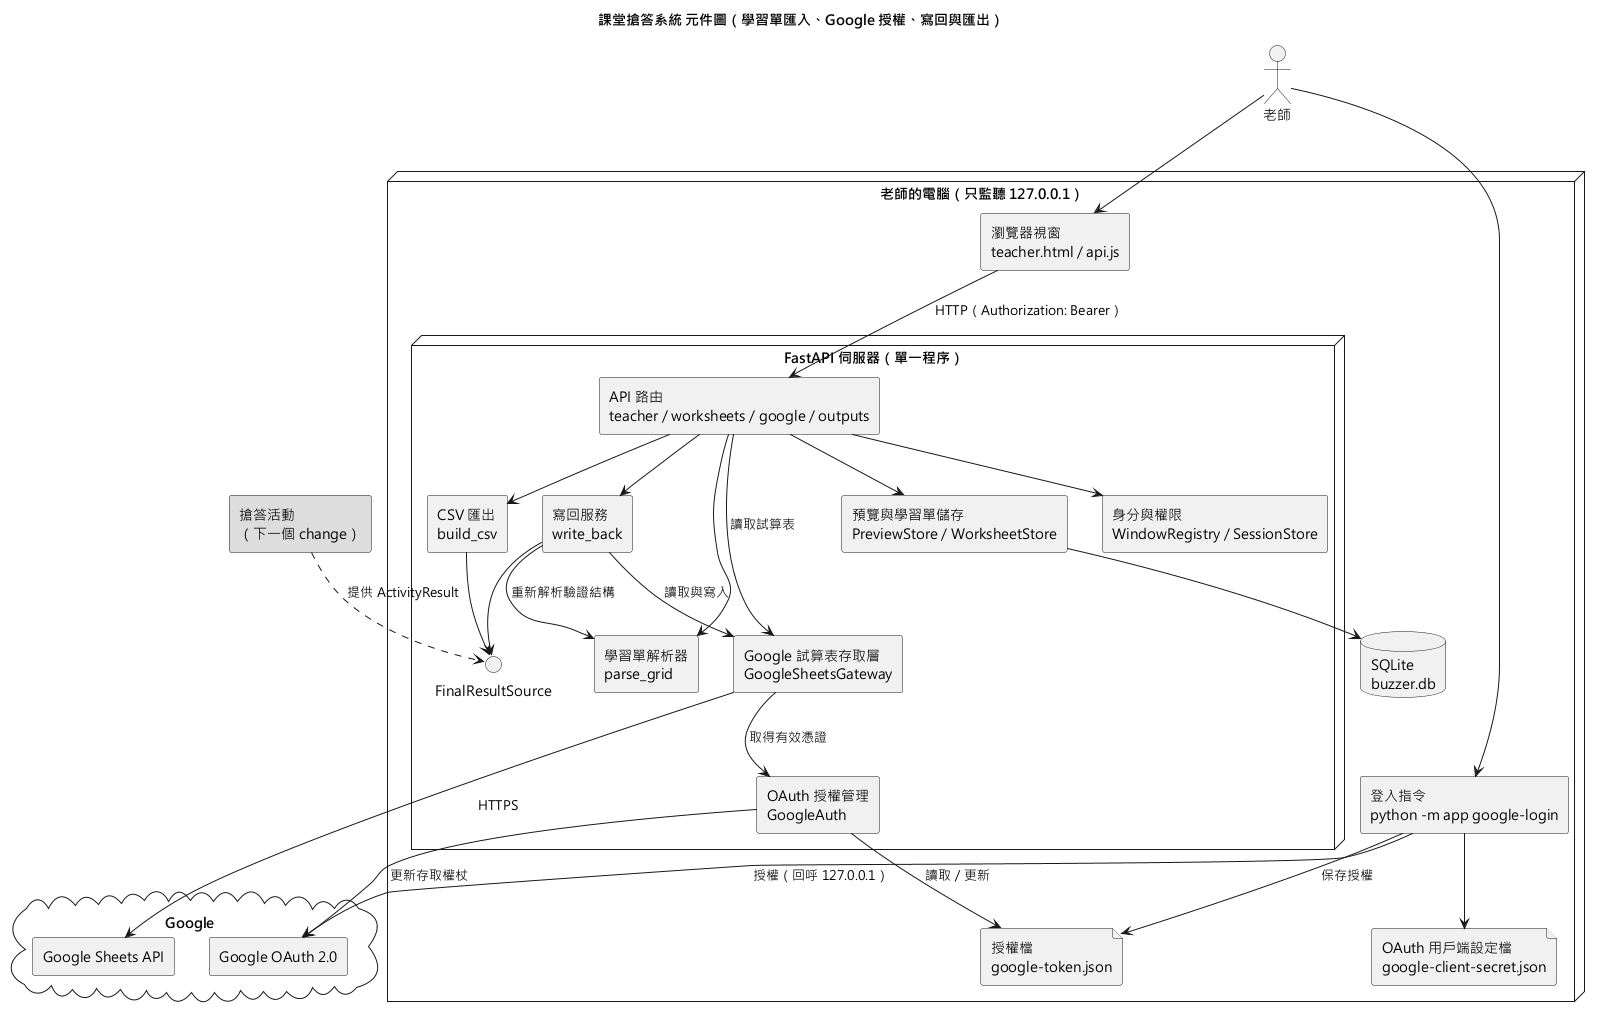 課堂搶答系統 元件圖（學習單匯入、Google 授權、寫回與匯出）
老師
老師的電腦（只監聽 127.0.0.1）
瀏覽器視窗
teacher.html / api.js
HTTP（Authorization: Bearer）
FastAPI 伺服器（單一程序）
API 路由
teacher / worksheets / google / outputs
搶答活動
（下一個 change）
CSV 匯出
build_csv
寫回服務
write_back
讀取試算表
預覽與學習單儲存
PreviewStore / WorksheetStore
身分與權限
WindowRegistry / SessionStore
提供 ActivityResult
重新解析驗證結構
讀取與寫入
FinalResultSource
學習單解析器
parse_grid
Google 試算表存取層
GoogleSheetsGateway
SQLite
buzzer.db
取得有效憑證
HTTPS
OAuth 授權管理
GoogleAuth
登入指令
python -m app google-login
更新存取權杖
授權（回呼 127.0.0.1）
讀取 / 更新
保存授權
Google
Google Sheets API
Google OAuth 2.0
授權檔
google-token.json
OAuth 用戶端設定檔
google-client-secret.json